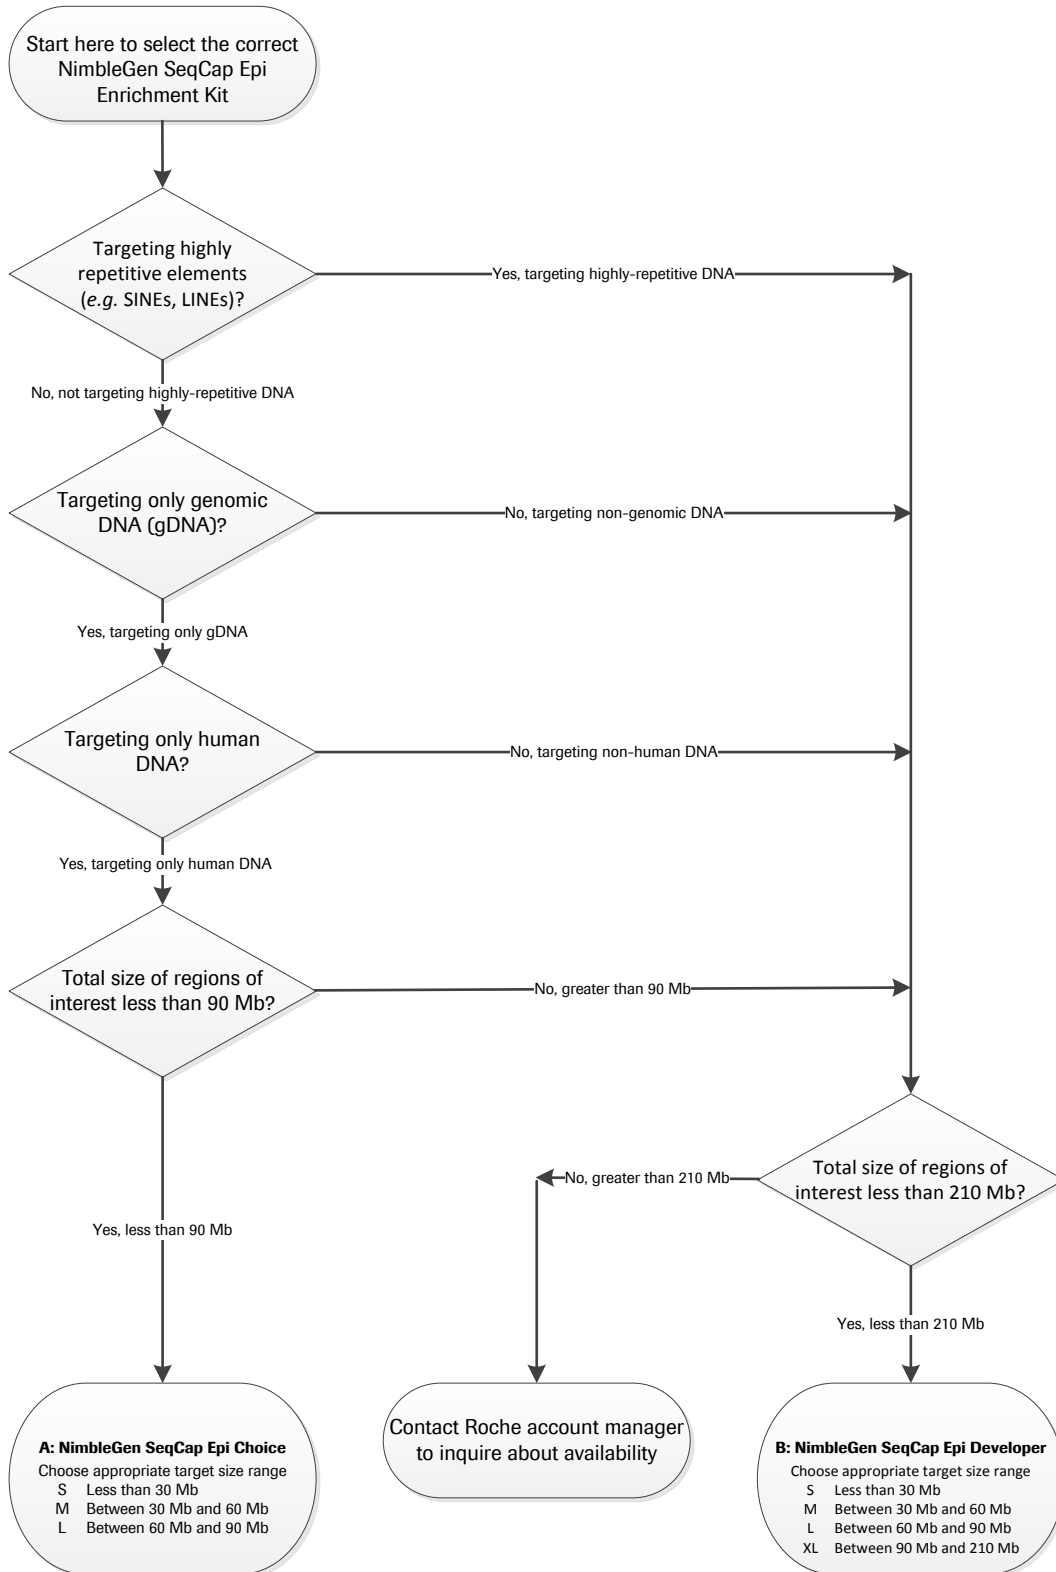 Start here to select the correct
NimbleGen SeqCap Epi
Enrichment Kit
Targeting highly
repetitive elements
(e.g. SINEs, LINEs)?
Yes, targeting highly-repetitive DNA
No, not targeting highly-repetitive DNA
Targeting only genomic
DNA (gDNA)?
No, targeting non-genomic DNA
Yes, targeting only gDNA
Targeting only human
DNA?
No, targeting non-human DNA
Yes, targeting only human DNA
Total size of regions of
interest less than 90 Mb?
No, greater than 90 Mb
Total size of regions of
interest less than 210 Mb?
No, greater than 210 Mb
Yes, less than 90 Mb
Yes, less than 210 Mb
A: NimbleGen SeqCap Epi Choice
Choose appropriate target size range
S Less than 30 Mb
M Between 30 Mb and 60 Mb
L Between 60 Mb and 90 Mb
Contact Roche account manager
to inquire about availability
B: NimbleGen SeqCap Epi Developer
Choose appropriate target size range
S Less than 30 Mb
M Between 30 Mb and 60 Mb
L Between 60 Mb and 90 Mb
XL Between 90 Mb and 210 Mb